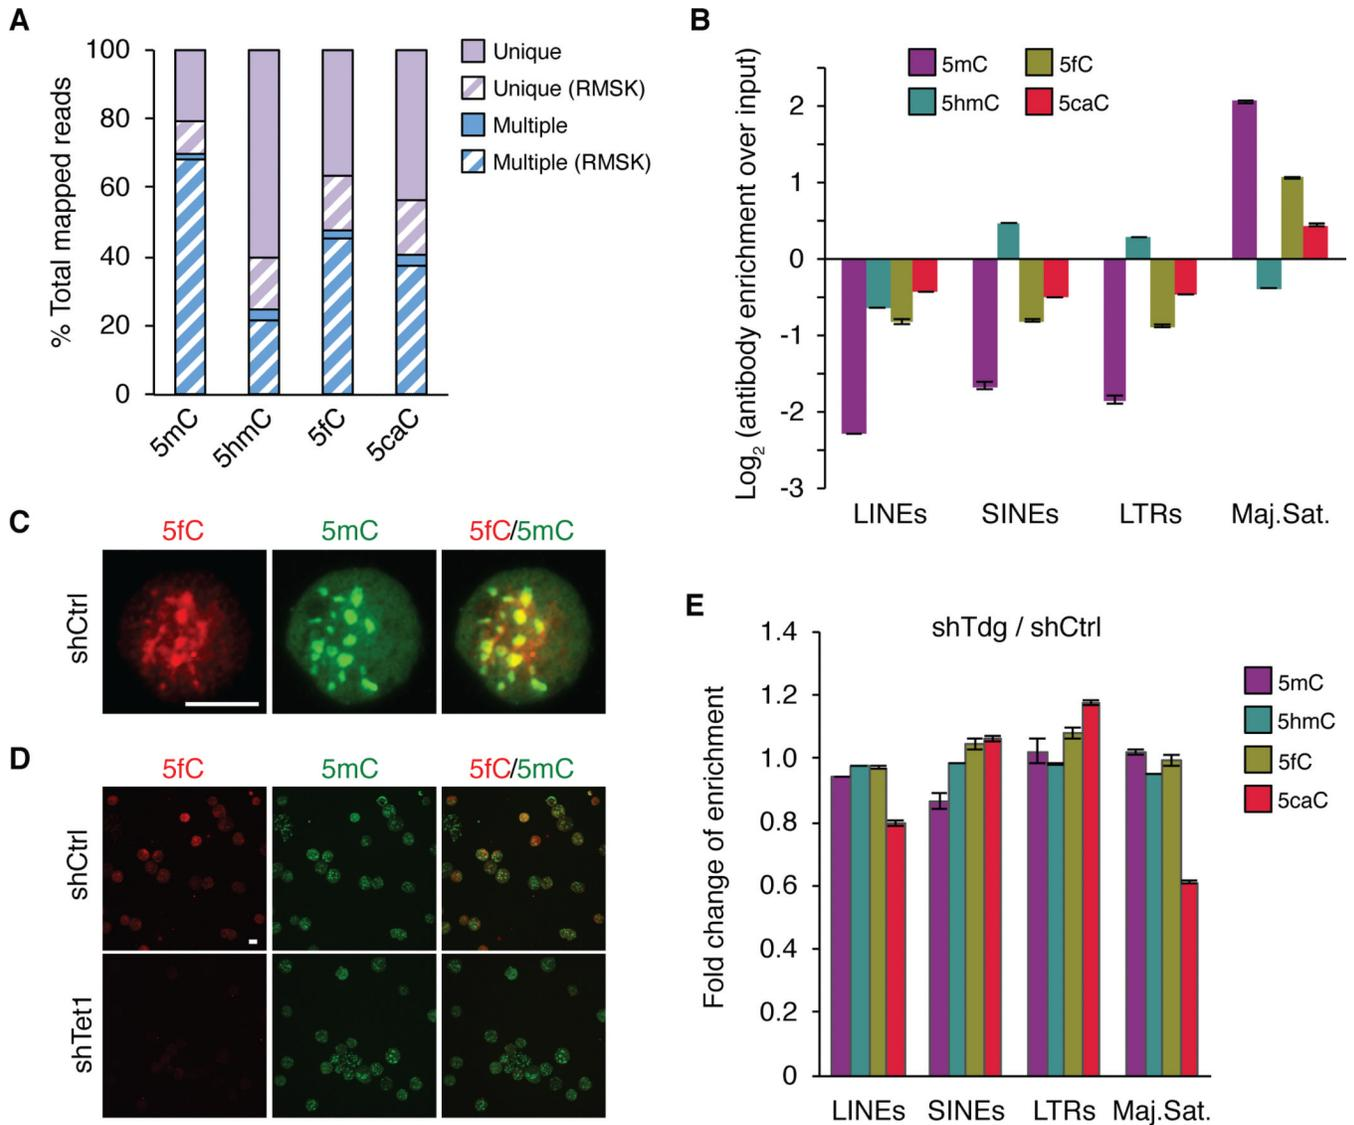 A
% Total mapped reads
100
80
60
40
20
0
5mC
5hmC
5fC
5caC
Unique
Unique (RMSK)
Multiple
Multiple (RMSK)
B
Log2 (antibody enrichment over input)
2
1
0
-1
-2
-3
5mC
5fC
5hmC
5caC
LINEs
SINEs
LTRs
Maj.Sat.
C
5fC
5mC
5fC/5mC
shCtrl
D
5fC
5mC
5fC/5mC
shCtrl
shTet1
E
shTdg / shCtrl
Fold change of enrichment
1.4
1.2
1.0
0.8
0.6
0.4
0.2
0
5mC
5hmC
5fC
5caC
LINEs
SINEs
LTRs
Maj.Sat.